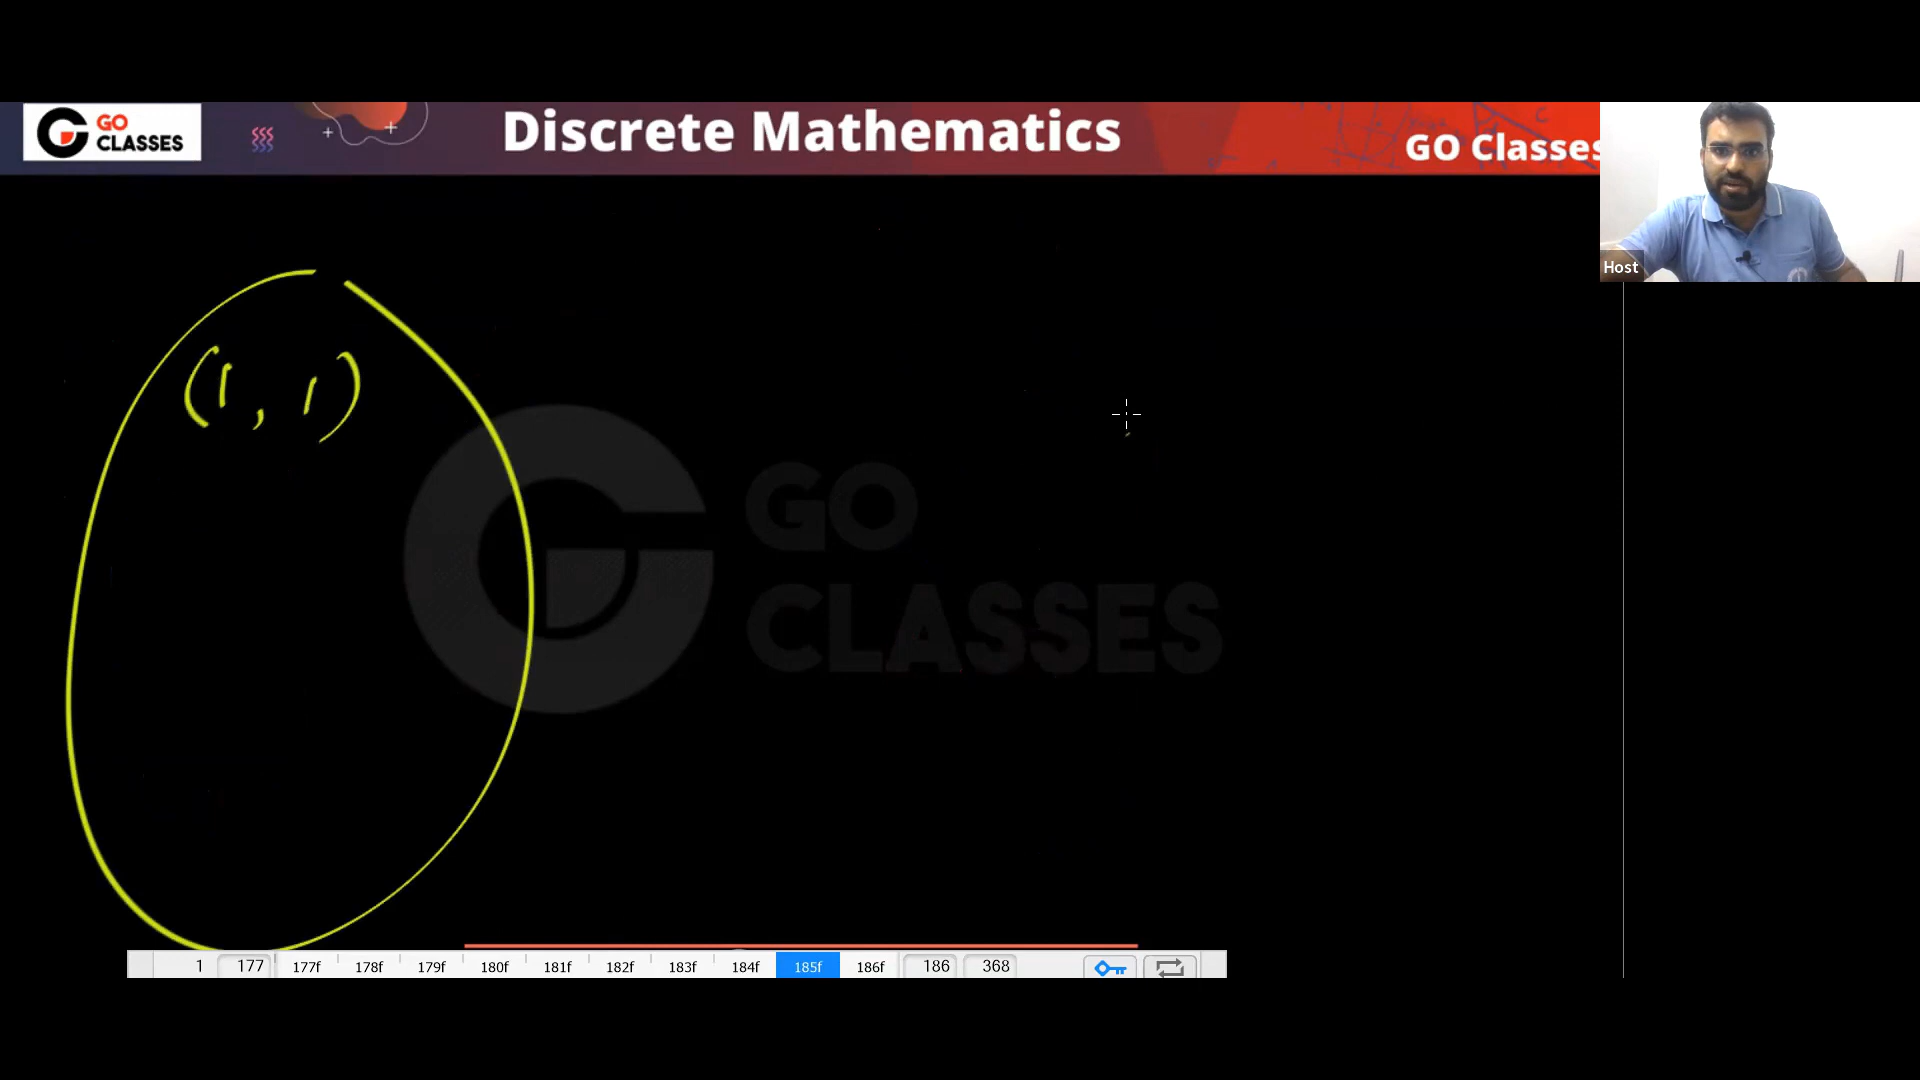 GO
CLASSES
Discrete Mathematics
GO Classes
Host
(1, 1)
GO
CLASSES
1 177 177f 178f 179f 180f 181f 182f 183f 184f 185f 186f 186 368